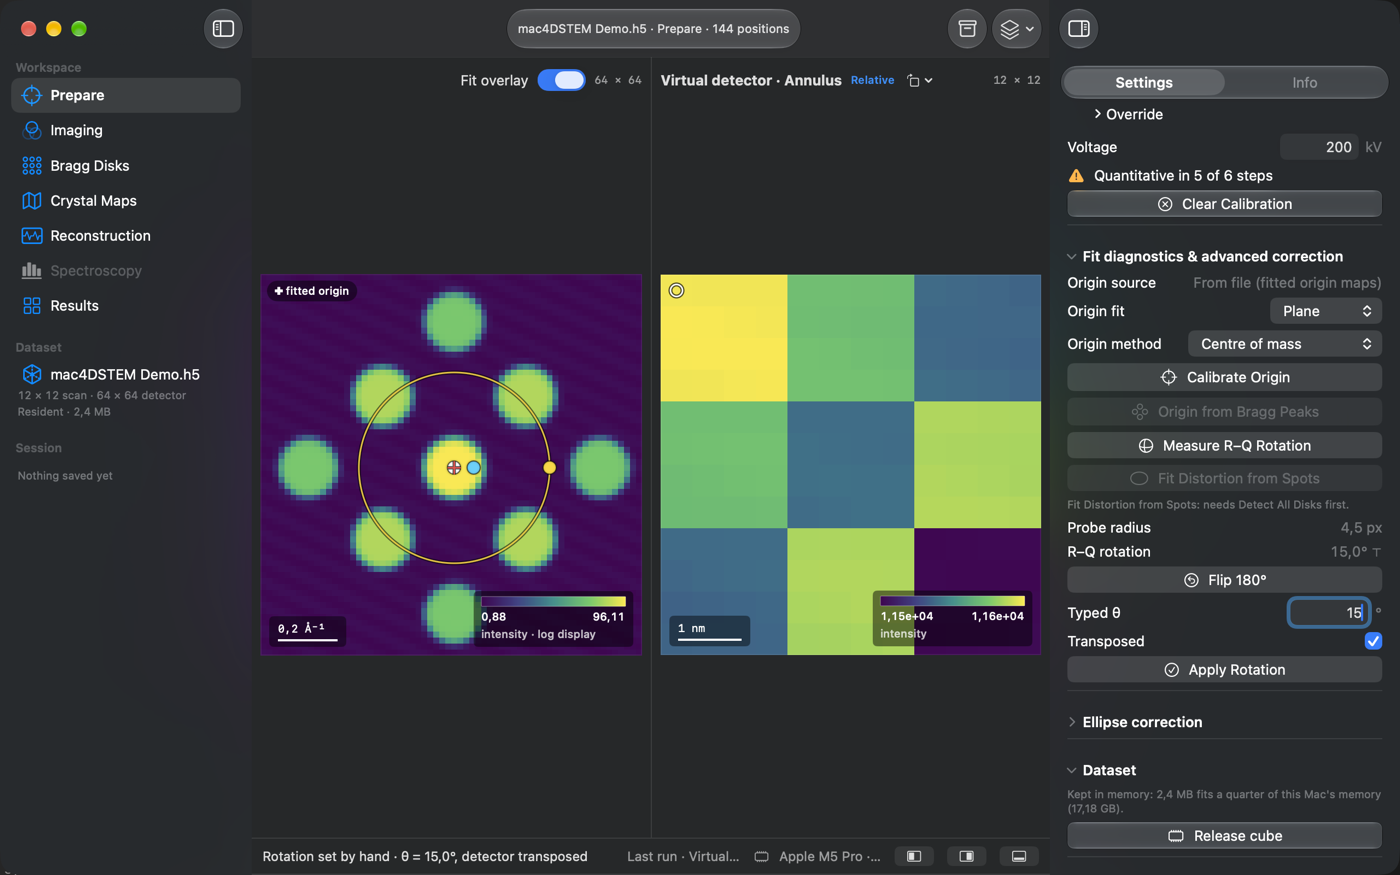 mac4DSTEM Demo.h5 · Prepare · 144 positions
Workspace
Prepare
Imaging
Bragg Disks
Crystal Maps
Reconstruction
Spectroscopy
Results
Dataset
mac4DSTEM Demo.h5
12 × 12 scan · 64 × 64 detector
Resident · 2,4 MB
Session
Nothing saved yet
Fit overlay
64 × 64
fitted origin
0,2 Å⁻¹
0,88 96,11
intensity · log display
Virtual detector · Annulus Relative
12 × 12
1 nm
1,15e+04 1,16e+04
intensity
Rotation set by hand · θ = 15,0°, detector transposed
Last run · Virtual...
Apple M5 Pro ·...
Settings
Info
Override
Voltage 200 kV
Quantitative in 5 of 6 steps
Clear Calibration
Fit diagnostics & advanced correction
Origin source From file (fitted origin maps)
Origin fit Plane
Origin method Centre of mass
Calibrate Origin
Origin from Bragg Peaks
Measure R–Q Rotation
Fit Distortion from Spots
Fit Distortion from Spots: needs Detect All Disks first.
Probe radius 4,5 px
R–Q rotation 15,0° T
Flip 180°
Typed θ 15 °
Transposed
Apply Rotation
Ellipse correction
Dataset
Kept in memory: 2,4 MB fits a quarter of this Mac's memory
(17,18 GB).
Release cube